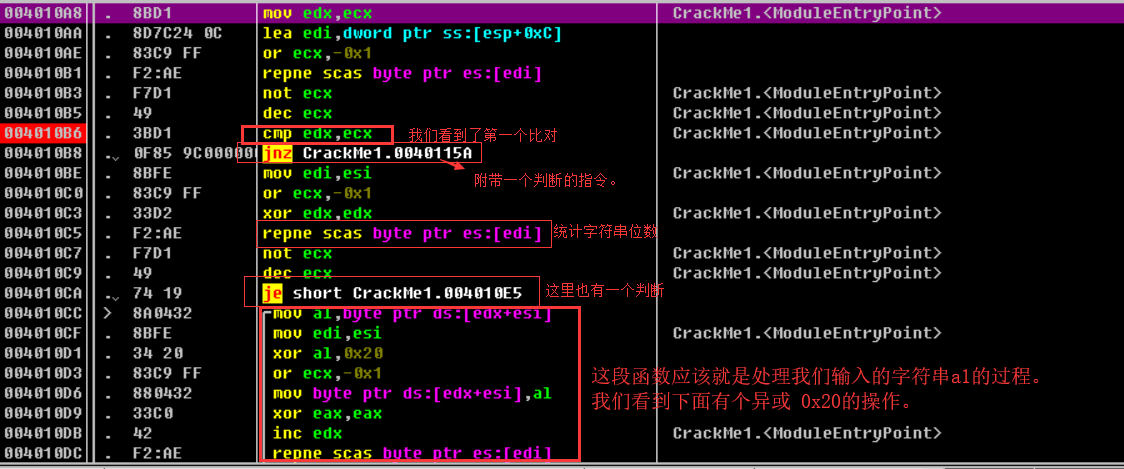 004010A8 . 8BD1 mov edx,ecx CrackMe1.<ModuleEntryPoint>
004010AA . 8D7C24 0C lea edi,dword ptr ss:[esp+0xC]
004010AE . 83C9 FF or ecx,-0x1
004010B1 . F2:AE repne scas byte ptr es:[edi]
004010B3 . F7D1 not ecx CrackMe1.<ModuleEntryPoint>
004010B5 . 49 dec ecx CrackMe1.<ModuleEntryPoint>
004010B6 . 3BD1 cmp edx,ecx 我们看到了第一个比对 CrackMe1.<ModuleEntryPoint>
004010B8 .v 0F85 9C00000 jnz CrackMe1.0040115A
004010BE . 8BFE mov edi,esi 附带一个判断的指令。 CrackMe1.<ModuleEntryPoint>
004010C0 . 83C9 FF or ecx,-0x1
004010C3 . 33D2 xor edx,edx CrackMe1.<ModuleEntryPoint>
004010C5 . F2:AE repne scas byte ptr es:[edi] 统计字符串位数
004010C7 . F7D1 not ecx CrackMe1.<ModuleEntryPoint>
004010C9 . 49 dec ecx CrackMe1.<ModuleEntryPoint>
004010CA .v 74 19 je short CrackMe1.004010E5 这里也有一个判断
004010CC > 8A0432 mov al,byte ptr ds:[edx+esi]
004010CF . 8BFE mov edi,esi CrackMe1.<ModuleEntryPoint>
004010D1 . 34 20 xor al,0x20
004010D3 . 83C9 FF or ecx,-0x1 这段函数应该就是处理我们输入的字符串al的过程。
004010D6 . 880432 mov byte ptr ds:[edx+esi],al 我们看到下面有个异或 0x20的操作。
004010D9 . 33C0 xor eax,eax
004010DB . 42 inc edx CrackMe1.<ModuleEntryPoint>
004010DC . F2:AE repne scas byte ptr es:[edi]